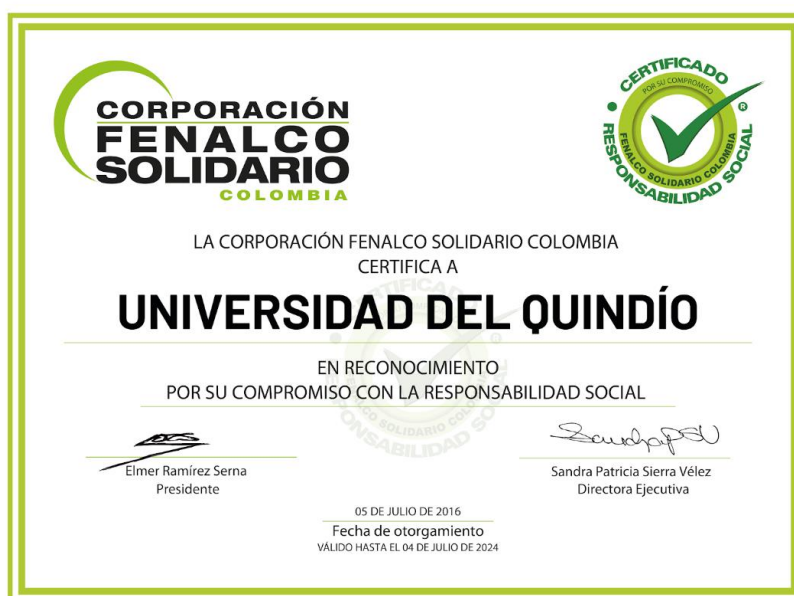 CORPORACIÓN
FENALCO
SOLIDARIO
COLOMBIA
CERTIFICADO
POR SU COMPROMISO
FENALCO SOLIDARIO COLOMBIA
RESPONSABILIDAD SOCIAL
®
LA CORPORACIÓN FENALCO SOLIDARIO COLOMBIA
CERTIFICA A
UNIVERSIDAD DEL QUINDÍO
EN RECONOCIMIENTO
POR SU COMPROMISO CON LA RESPONSABILIDAD SOCIAL
Elmer Ramírez Serna
Presidente
Sandra Patricia Sierra Vélez
Directora Ejecutiva
05 DE JULIO DE 2016
Fecha de otorgamiento
VÁLIDO HASTA EL 04 DE JULIO DE 2024